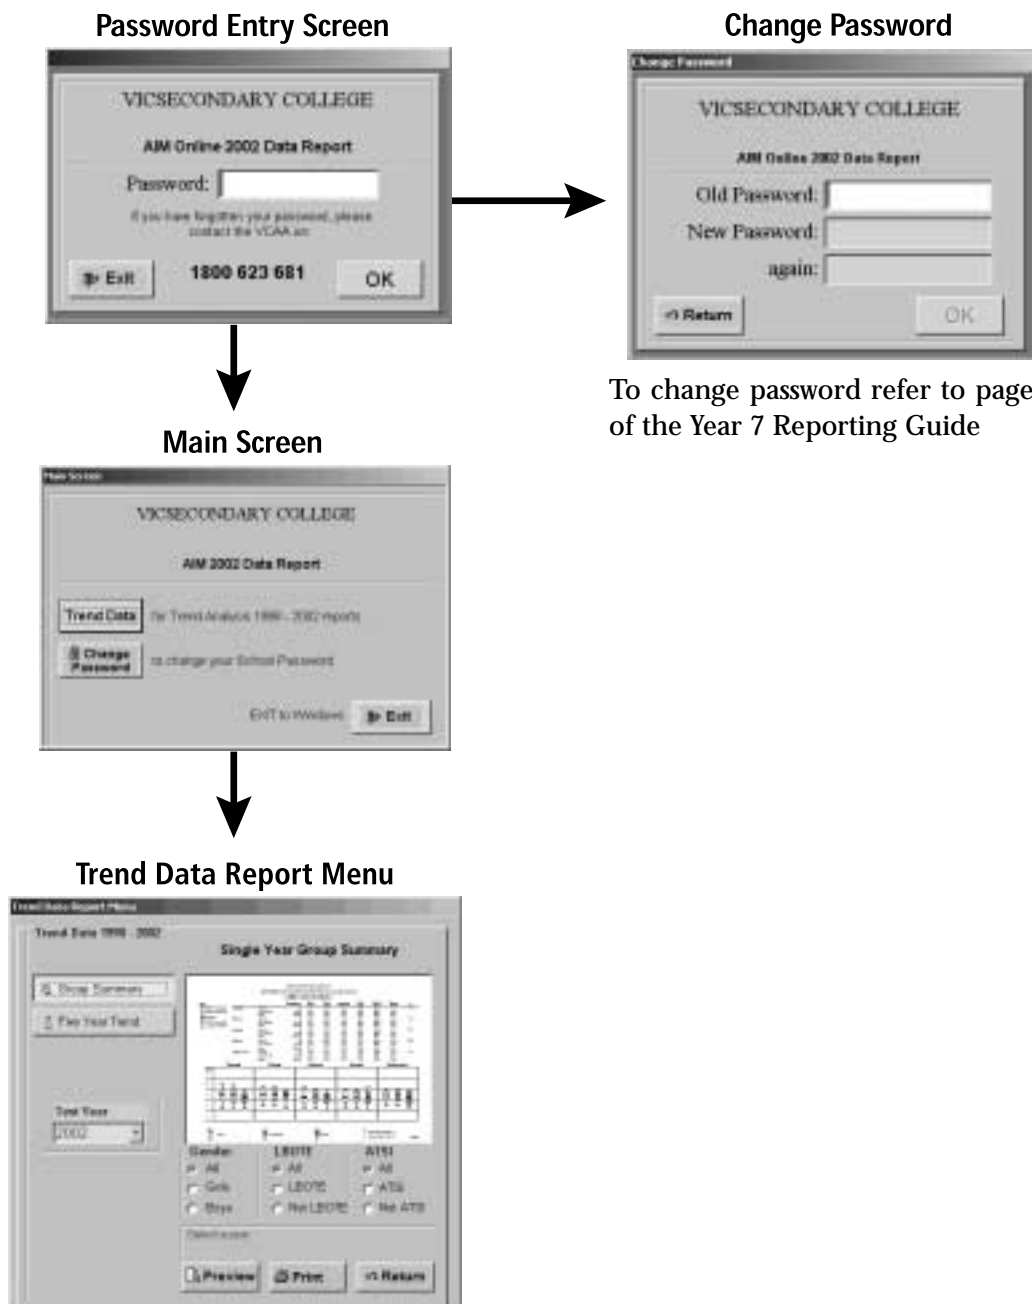 Password Entry Screen
VICSECONDARY COLLEGE
AIM Online 2002 Data Report
Password:
If you have forgotten your password, please
contact the VCAA on:
1800 623 681
Exit
OK
Change Password
Change Password
VICSECONDARY COLLEGE
AIM Online 2002 Data Report
Old Password:
New Password:
again:
Return
OK
To change password refer to page
of the Year 7 Reporting Guide
Main Screen
Main Screen
VICSECONDARY COLLEGE
AIM 2002 Data Report
Trend Data
for Trend Analysis 1998 - 2002 reports
Change
Password
to change your School Password
EXIT to Windows
Exit
Trend Data Report Menu
Trend Data Report Menu
Trend Data 1998 - 2002
Single Year Group Summary
Group Summary
Five Year Trend
Test Year
2002
Gender
LBOTE
ATSI
All
All
All
Girls
LBOTE
ATSI
Boys
Not LBOTE
Not ATSI
Preview
Print
Return